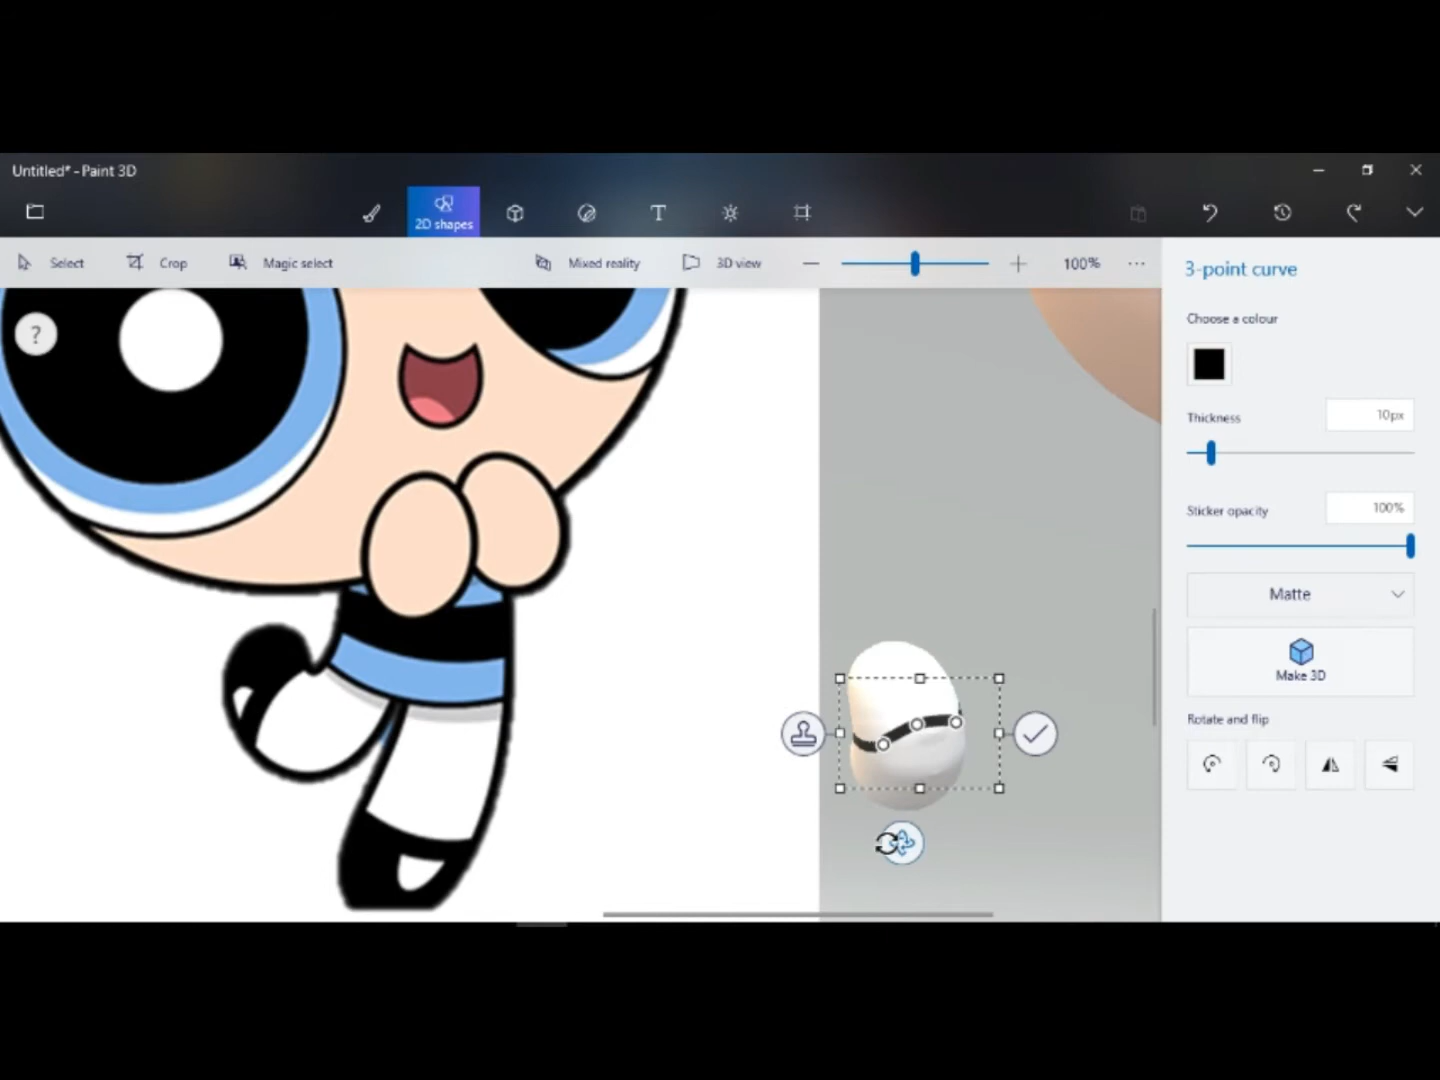 Untitled* - Paint 3D
2D shapes
T
Select
Crop
Magic select
Mixed reality
3D view
100%
3-point curve
?
Choose a colour
Thickness
10px
Sticker opacity
100%
Matte
Make 3D
Rotate and flip